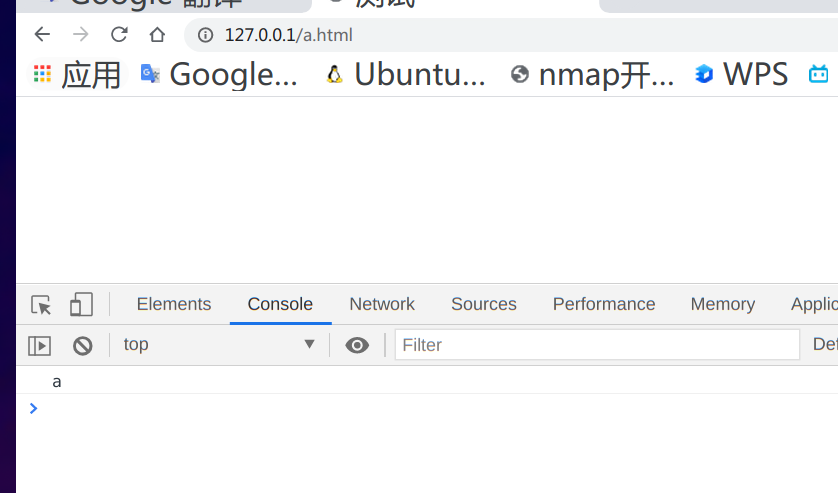 Google 翻译 测试
127.0.0.1/a.html
应用 Google... Ubuntu... nmap开... WPS
Elements Console Network Sources Performance Memory Applic
top Filter Def
a